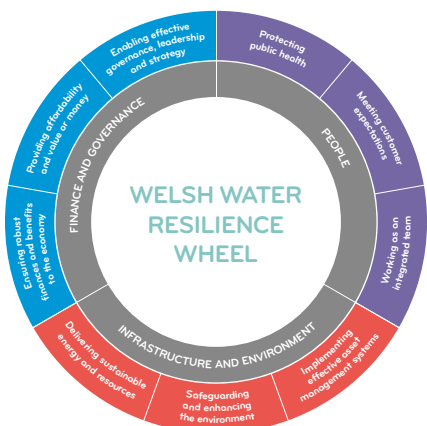 WELSH WATER
RESILIENCE
WHEEL
PEOPLE
Protecting
public health
Meeting customer
expectations
Working as an
integrated team
INFRASTRUCTURE AND ENVIRONMENT
Implementing
effective asset
management systems
Safeguarding
and enhancing
the environment
Delivering sustainable
energy and resources
FINANCE AND GOVERNANCE
Ensuring robust
finances and benefits
to the economy
Providing affordability
and value or money
Enabling effective
governance, leadership
and strategy